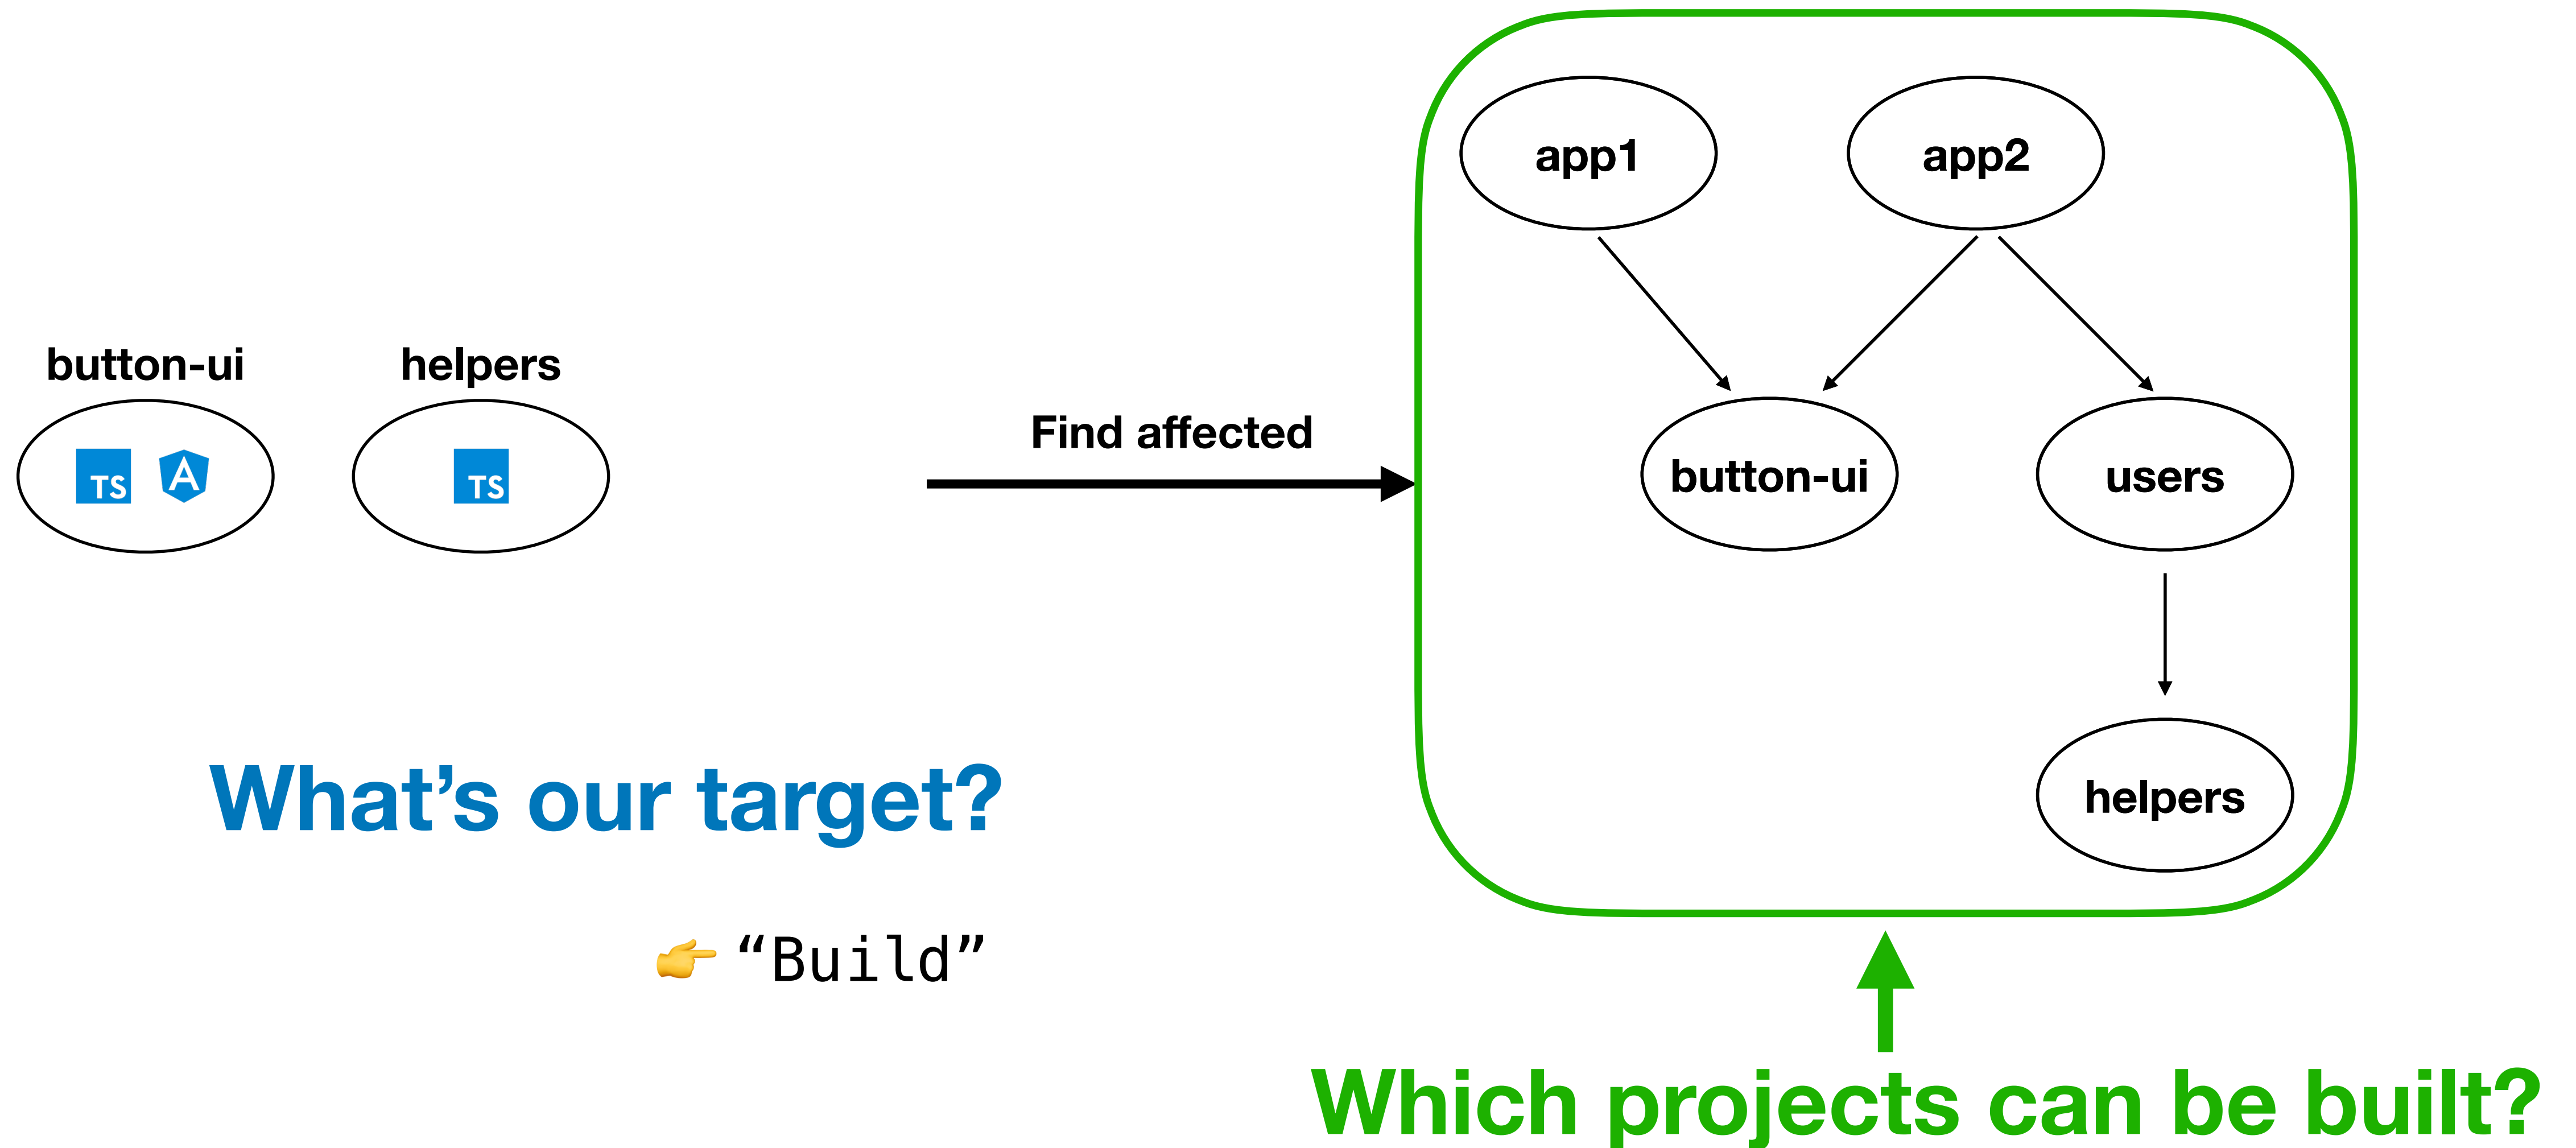 app1
app2
button-ui
helpers
TS
A
TS
Find affected
button-ui
users
helpers
What’s our target?
“Build”
Which projects can be built?